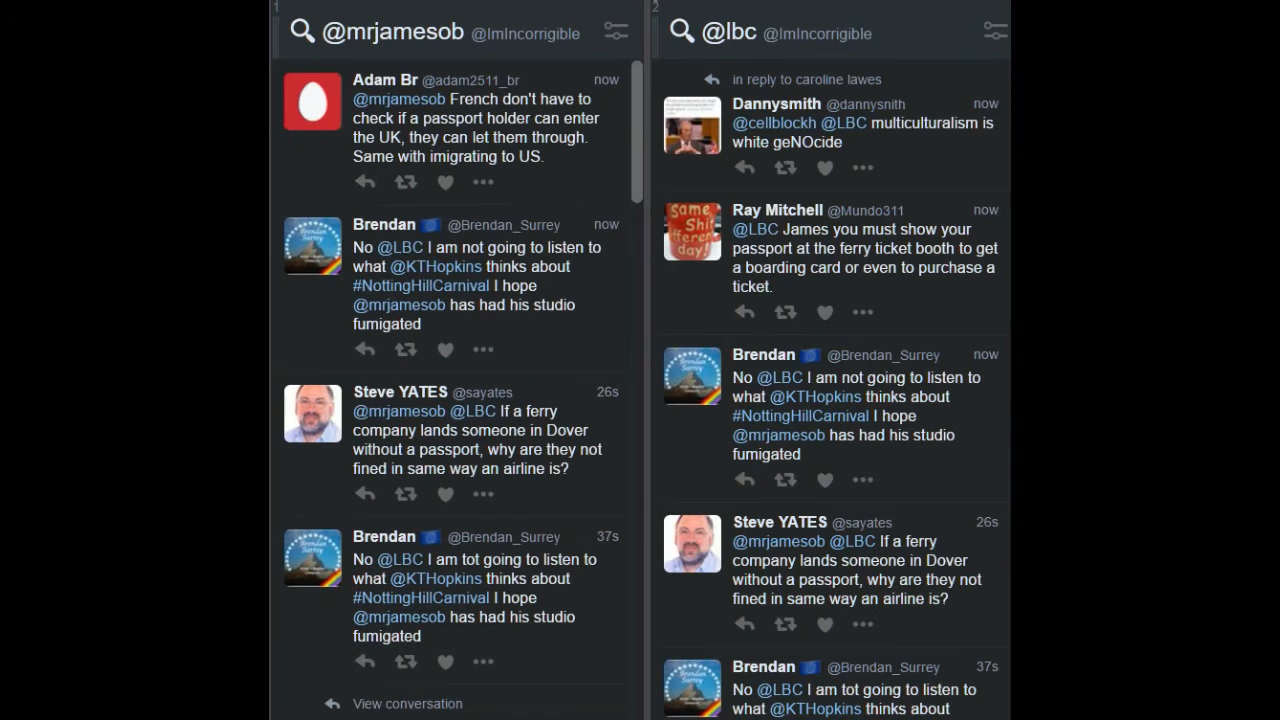 1
@mrjamesob @ImIncorrigible
Adam Br @adam2511_br now
@mrjamesob French don't have to
check if a passport holder can enter
the UK, they can let them through.
Same with imigrating to US.
Brendan @Brendan_Surrey now
No @LBC I am not going to listen to
what @KTHopkins thinks about
#NottingHillCarnival I hope
@mrjamesob has had his studio
fumigated
Steve YATES @sayates 26s
@mrjamesob @LBC If a ferry
company lands someone in Dover
without a passport, why are they not
fined in same way an airline is?
Brendan @Brendan_Surrey 37s
No @LBC I am tot going to listen to
what @KTHopkins thinks about
#NottingHillCarnival I hope
@mrjamesob has had his studio
fumigated
View conversation
2
@lbc @ImIncorrigible
in reply to caroline lawes
Dannysmith @dannysnith now
@cellblockh @LBC multiculturalism is
white geNOcide
Ray Mitchell @Mundo311 now
@LBC James you must show your
passport at the ferry ticket booth to get
a boarding card or even to purchase a
ticket.
Same
Shit
fferent
day!
Brendan @Brendan_Surrey now
No @LBC I am not going to listen to
what @KTHopkins thinks about
#NottingHillCarnival I hope
@mrjamesob has had his studio
fumigated
Steve YATES @sayates 26s
@mrjamesob @LBC If a ferry
company lands someone in Dover
without a passport, why are they not
fined in same way an airline is?
Brendan @Brendan_Surrey 37s
No @LBC I am tot going to listen to
what @KTHopkins thinks about